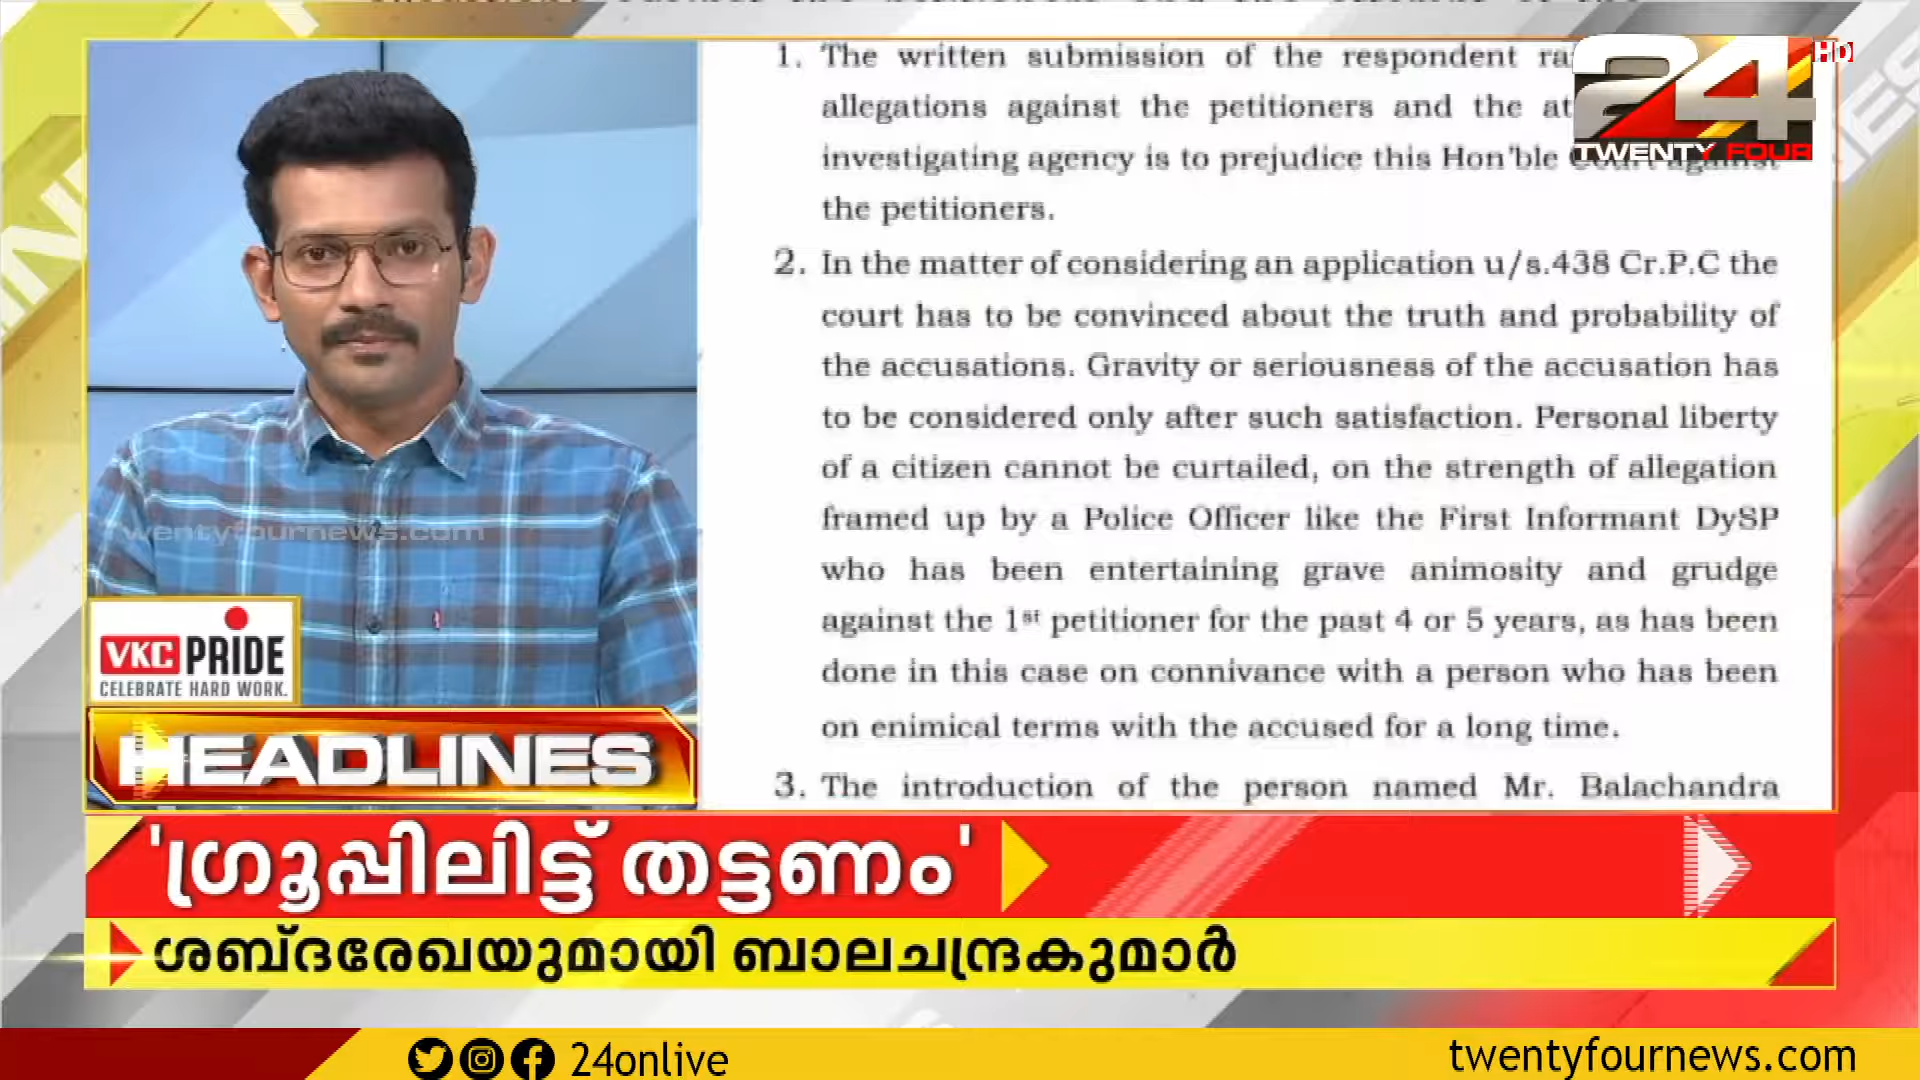 1. The written submission of the respondent
allegations against the petitioners and the
investigating agency is to prejudice this Hon'ble Court against
the petitioners.
2. In the matter of considering an application u/s.438 Cr.P.C the
court has to be convinced about the truth and probability of
the accusations. Gravity or seriousness of the accusation has
to be considered only after such satisfaction. Personal liberty
of a citizen cannot be curtailed, on the strength of allegation
framed up by a Police Officer like the First Informant DySP
who has been entertaining grave animosity and grudge
against the 1st petitioner for the past 4 or 5 years, as has been
done in this case on connivance with a person who has been
on enimical terms with the accused for a long time.
3. The introduction of the person named Mr. Balachandra
24 HD
TWENTY FOUR
twentyfournews.com
VKC PRIDE
CELEBRATE HARD WORK.
HEADLINES
'ഗ്രൂപ്പിലിട്ട് തട്ടണം'
ശബ്ദരേഖയുമായി ബാലചന്ദ്രകുമാർ
24onlive
twentyfournews.com